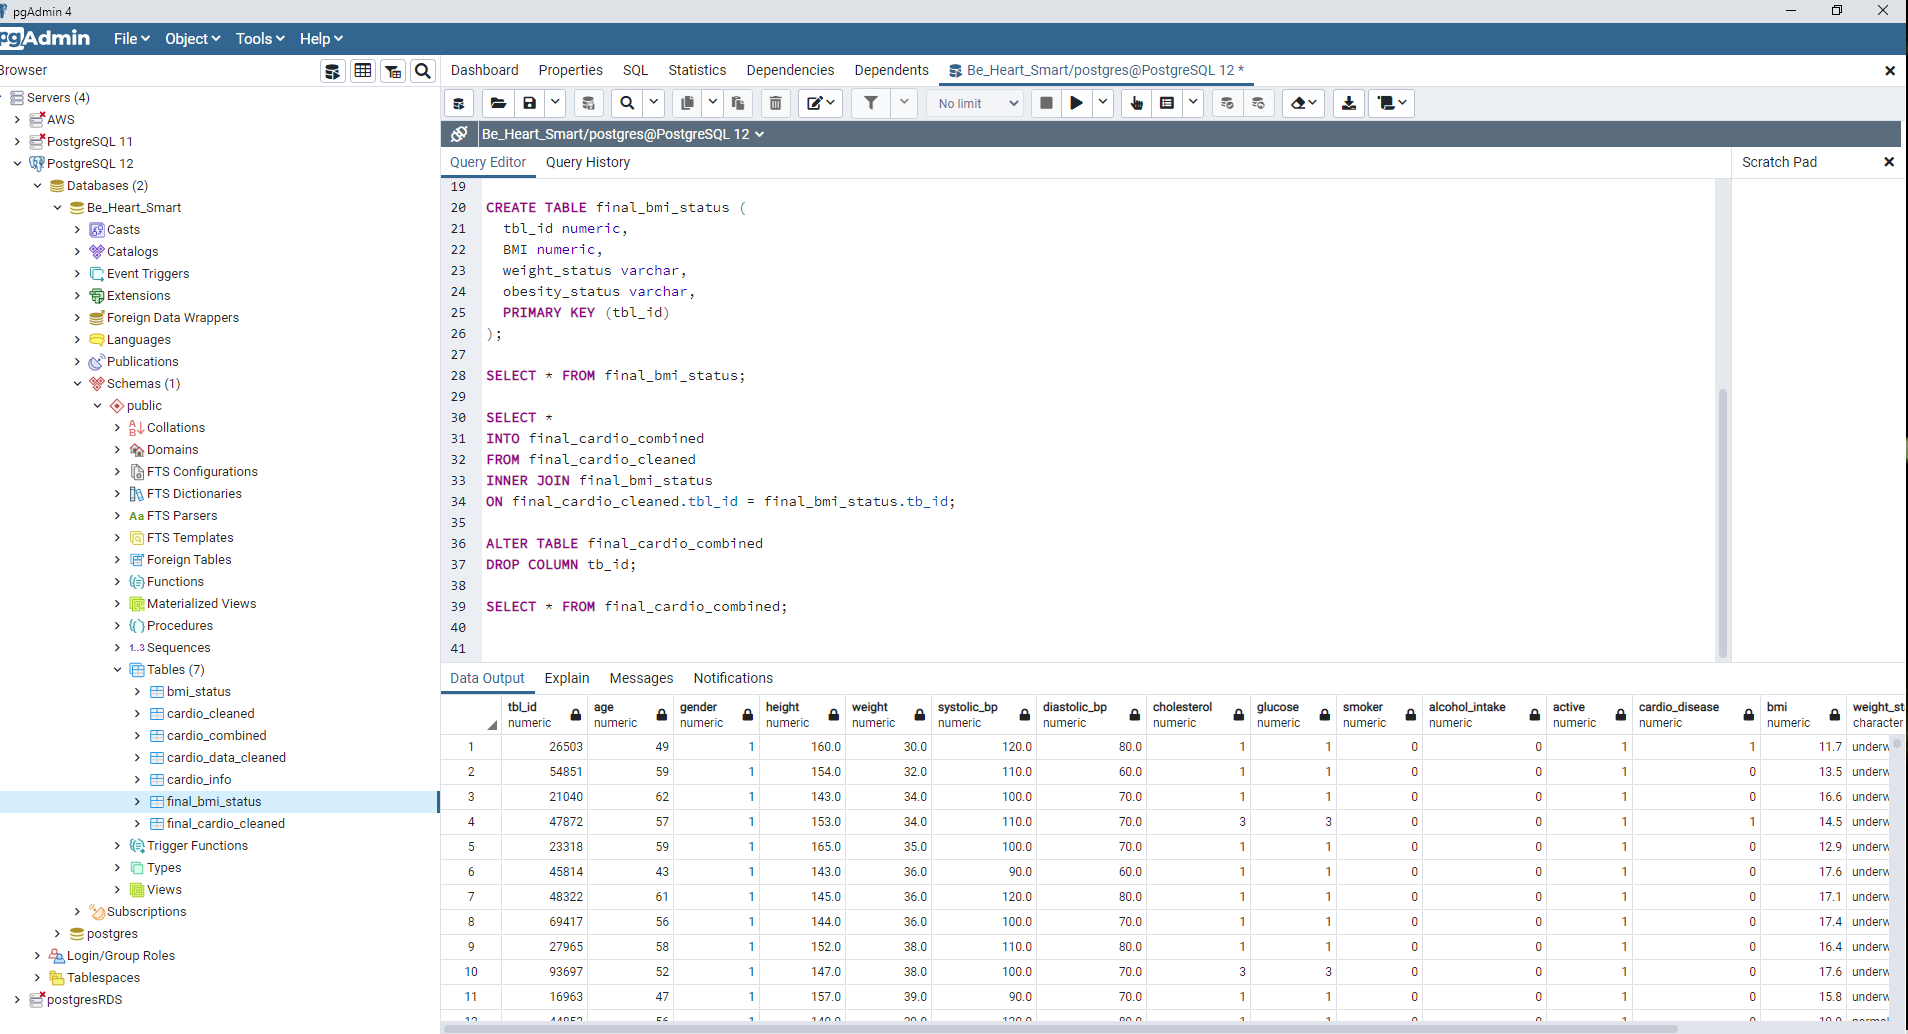 pgAdmin 4
pgAdmin File Object Tools Help
Browser
Dashboard Properties SQL Statistics Dependencies Dependents Be_Heart_Smart/postgres@PostgreSQL 12 *
No limit
Be_Heart_Smart/postgres@PostgreSQL 12
Query Editor Query History
Scratch Pad
Servers (4)
AWS
PostgreSQL 11
PostgreSQL 12
Databases (2)
Be_Heart_Smart
Casts
Catalogs
Event Triggers
Extensions
Foreign Data Wrappers
Languages
Publications
Schemas (1)
public
Collations
Domains
FTS Configurations
FTS Dictionaries
Aa FTS Parsers
FTS Templates
Foreign Tables
Functions
Materialized Views
Procedures
1..3 Sequences
Tables (7)
bmi_status
cardio_cleaned
cardio_combined
cardio_data_cleaned
cardio_info
final_bmi_status
final_cardio_cleaned
Trigger Functions
Types
Views
Subscriptions
postgres
Login/Group Roles
Tablespaces
postgresRDS
19
20 CREATE TABLE final_bmi_status (
21 tbl_id numeric,
22 BMI numeric,
23 weight_status varchar,
24 obesity_status varchar,
25 PRIMARY KEY (tbl_id)
26 );
27
28 SELECT * FROM final_bmi_status;
29
30 SELECT *
31 INTO final_cardio_combined
32 FROM final_cardio_cleaned
33 INNER JOIN final_bmi_status
34 ON final_cardio_cleaned.tbl_id = final_bmi_status.tb_id;
35
36 ALTER TABLE final_cardio_combined
37 DROP COLUMN tb_id;
38
39 SELECT * FROM final_cardio_combined;
40
41
Data Output Explain Messages Notifications
tbl_id age gender height weight systolic_bp diastolic_bp cholesterol glucose smoker alcohol_intake active cardio_disease bmi weight_st
numeric numeric numeric numeric numeric numeric numeric numeric numeric numeric numeric numeric numeric numeric character
1 26503 49 1 160.0 30.0 120.0 80.0 1 1 0 0 1 1 11.7 underw
2 54851 59 1 154.0 32.0 110.0 60.0 1 1 0 0 1 0 13.5 underw
3 21040 62 1 143.0 34.0 100.0 70.0 1 1 0 0 1 0 16.6 underw
4 47872 57 1 153.0 34.0 110.0 70.0 3 3 0 0 1 1 14.5 underw
5 23318 59 1 165.0 35.0 100.0 70.0 1 1 0 0 1 0 12.9 underw
6 45814 43 1 143.0 36.0 90.0 60.0 1 1 0 0 1 0 17.6 underw
7 48322 61 1 145.0 36.0 120.0 80.0 1 1 0 0 1 0 17.1 underw
8 69417 56 1 144.0 36.0 100.0 70.0 1 1 0 0 1 0 17.4 underw
9 27965 58 1 152.0 38.0 110.0 80.0 1 1 0 0 1 0 16.4 underw
10 93697 52 1 147.0 38.0 100.0 70.0 3 3 0 0 1 0 17.6 underw
11 16963 47 1 157.0 39.0 90.0 70.0 1 1 0 0 1 0 15.8 underw